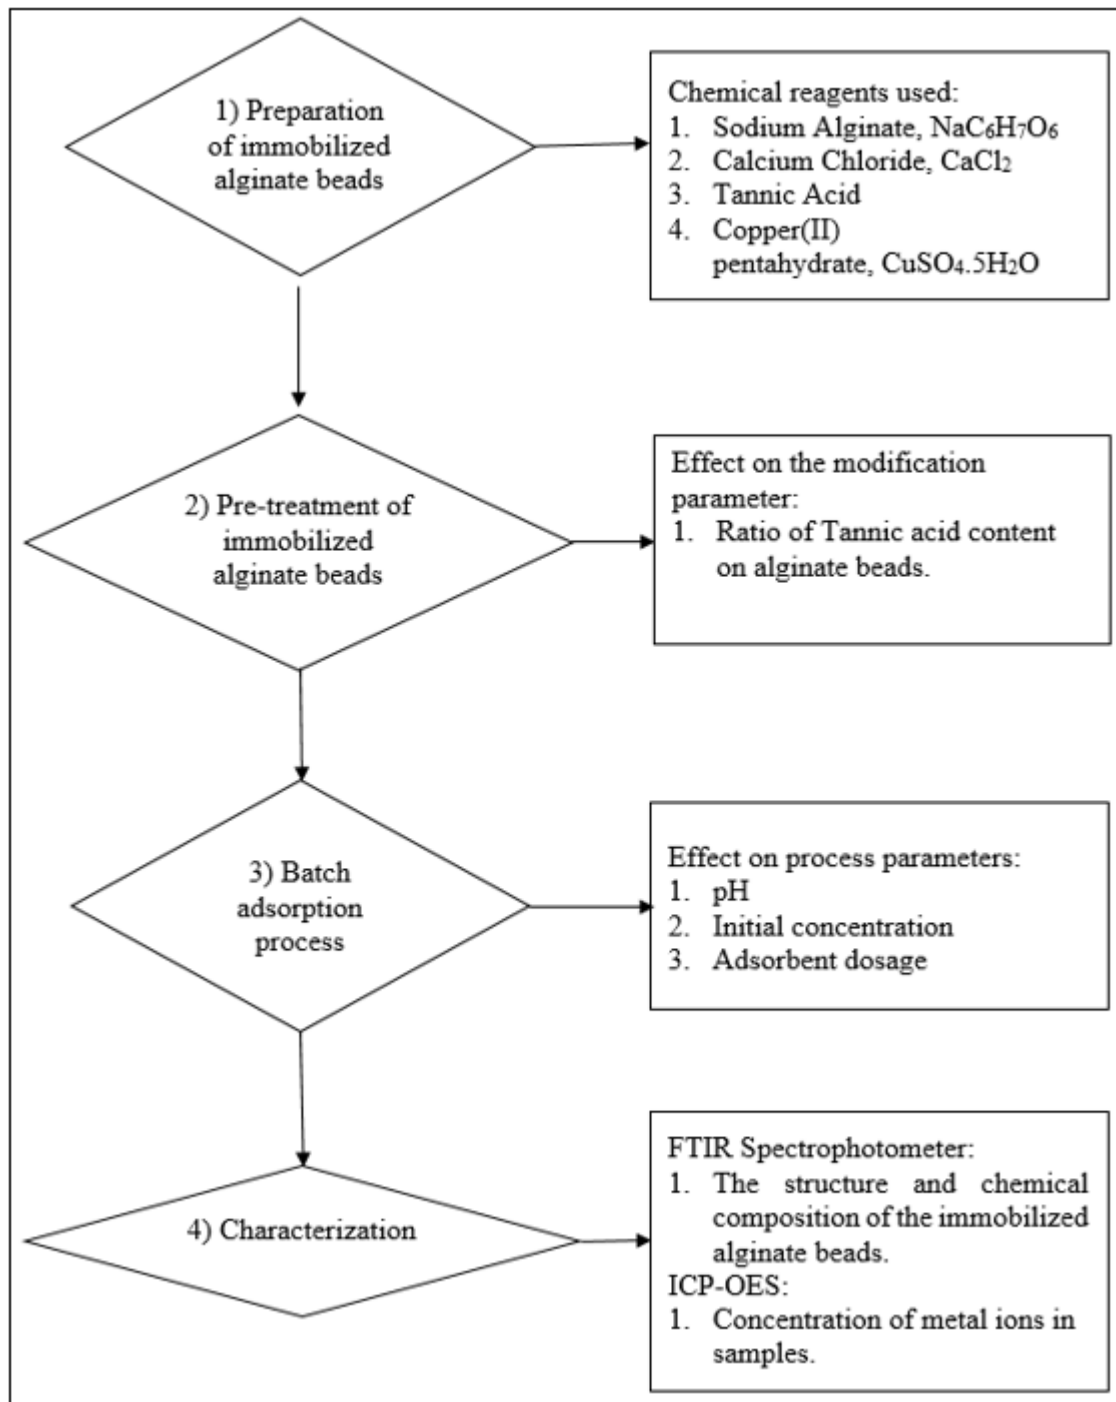 1) Preparation
of immobilized
alginate beads
Chemical reagents used:
1. Sodium Alginate, NaC₆H₇O₆
2. Calcium Chloride, CaCl₂
3. Tannic Acid
4. Copper(II)
pentahydrate, CuSO₄.5H₂O
2) Pre-treatment of
immobilized
alginate beads
Effect on the modification
parameter:
1. Ratio of Tannic acid content
on alginate beads.
3) Batch
adsorption
process
Effect on process parameters:
1. pH
2. Initial concentration
3. Adsorbent dosage
4) Characterization
FTIR Spectrophotometer:
1. The structure and chemical
composition of the immobilized
alginate beads.
ICP-OES:
1. Concentration of metal ions in
samples.